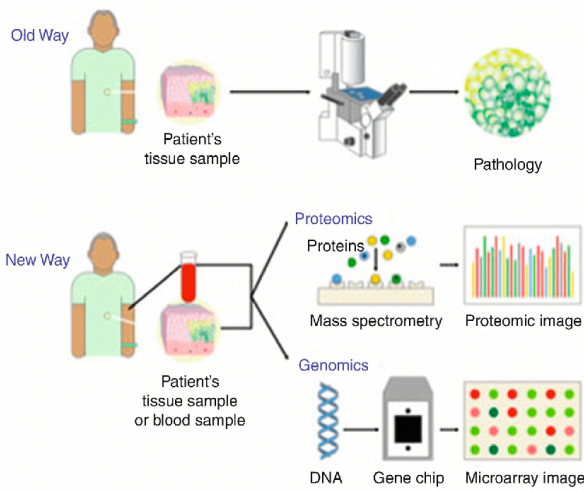 Old Way
Patient's
tissue sample
Pathology
New Way
Patient's
tissue sample
or blood sample
Proteomics
Proteins
Mass spectrometry
Proteomic image
Genomics
DNA
Gene chip
Microarray image